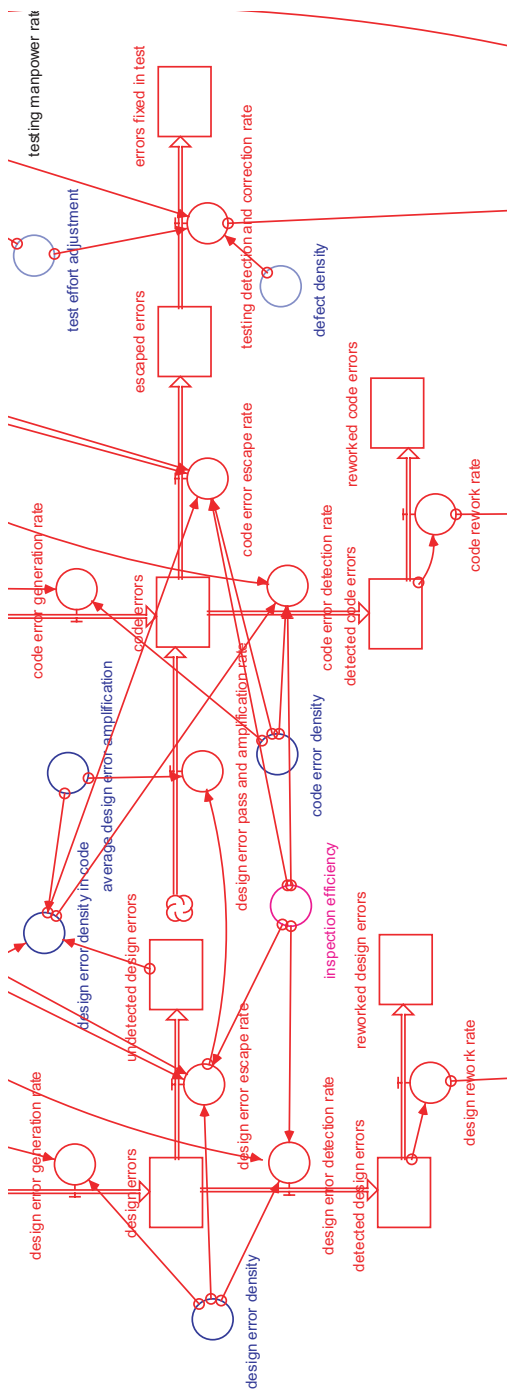 testing manpower rate
errors fixed in test
test effort adjustment
testing detection and correction rate
defect density
escaped errors
code error escape rate
reworked code errors
code rework rate
code error generation rate
code errors
code error detection rate
detected code errors
average design error amplification
design error pass and amplification rate
code error density
design error density in code
undetected design errors
inspection efficiency
reworked design errors
design error escape rate
design rework rate
design error generation rate
design errors
design error detection rate
detected design errors
design error density